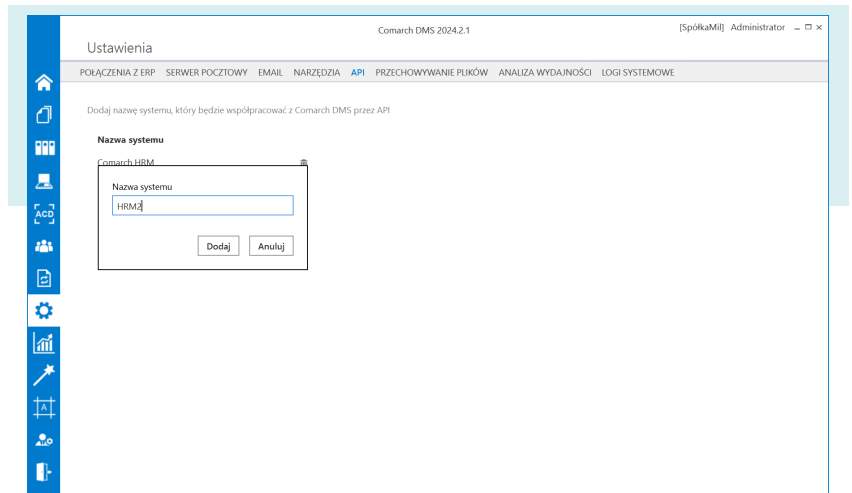 Comarch DMS 2024.2.1
[SpółkaMil] Administrator
Ustawienia
POŁĄCZENIA Z ERP SERWER POCZTOWY EMAIL NARZĘDZIA API PRZECHOWYWANIE PLIKÓW ANALIZA WYDAJNOŚCI LOGI SYSTEMOWE
Dodaj nazwę systemu, który będzie współpracować z Comarch DMS przez API
Nazwa systemu
Comarch HRM
Nazwa systemu
HRM2
Dodaj Anuluj
ACD
A